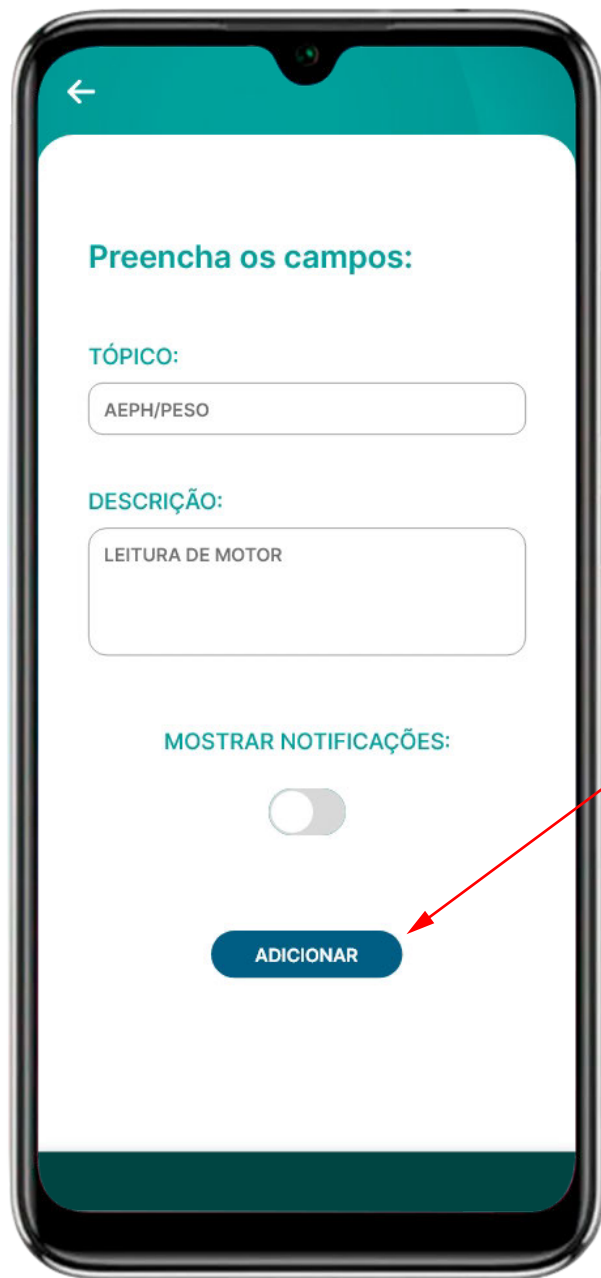 Preencha os campos:
TÓPICO:
AEPH/PESO
DESCRIÇÃO:
LEITURA DE MOTOR
MOSTRAR NOTIFICAÇÕES:
ADICIONAR